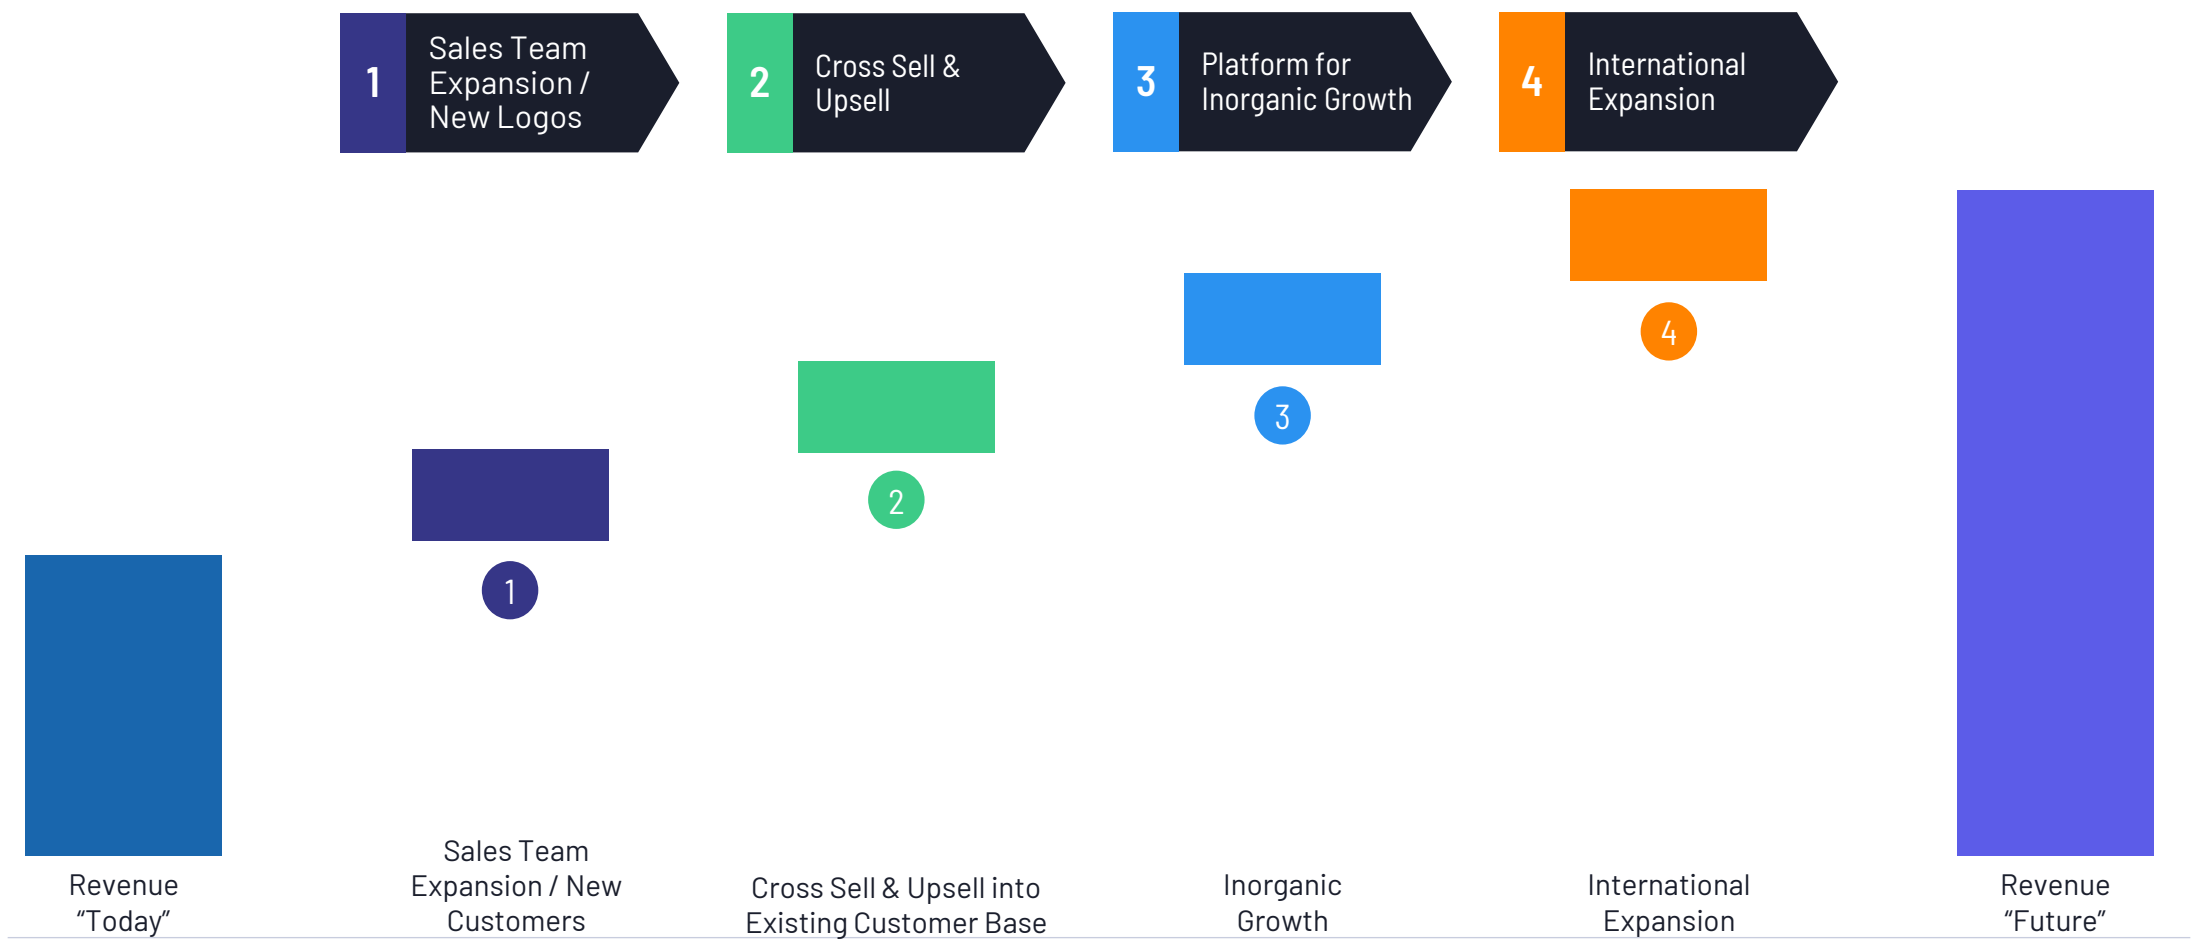 1
Sales Team
Expansion /
New Logos
2
Cross Sell &
Upsell
3
Platform for
Inorganic Growth
4
International
Expansion
4
3
2
1
Revenue
“Today”
Sales Team
Expansion / New
Customers
Cross Sell & Upsell into
Existing Customer Base
Inorganic
Growth
International
Expansion
Revenue
“Future”